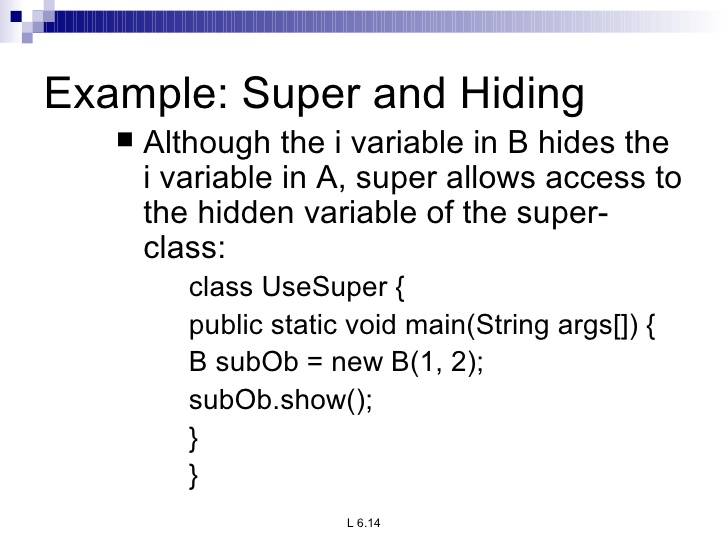 Example: Super and Hiding
■ Although the i variable in B hides the
i variable in A, super allows access to
the hidden variable of the super-
class:
class UseSuper {
public static void main(String args[]) {
B subOb = new B(1, 2);
subOb.show();
}
}
L 6.14